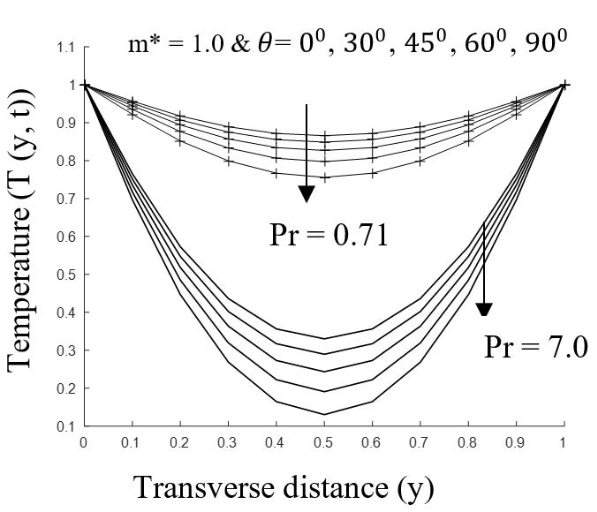 m* = 1.0 & θ= 0⁰, 30⁰, 45⁰, 60⁰, 90⁰
1.1
1
0.9
0.8
0.7
0.6
0.5
0.4
0.3
0.2
0.1
Temperature (T (y, t))
Pr = 0.71
Pr = 7.0
0 0.1 0.2 0.3 0.4 0.5 0.6 0.7 0.8 0.9 1
Transverse distance (y)